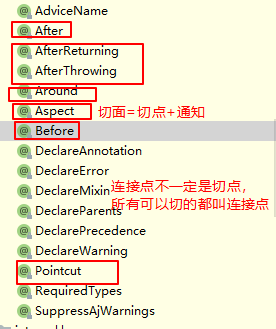 AdviceName
After
AfterReturning
AfterThrowing
Around
Aspect 切面=切点+通知
Before
DeclareAnnotation
DeclareError
DeclareMixin 连接点不一定是切点，
DeclareParents 所有可以切的都叫连接点
DeclarePrecedence
DeclareWarning
Pointcut
RequiredTypes
SuppressAjWarnings